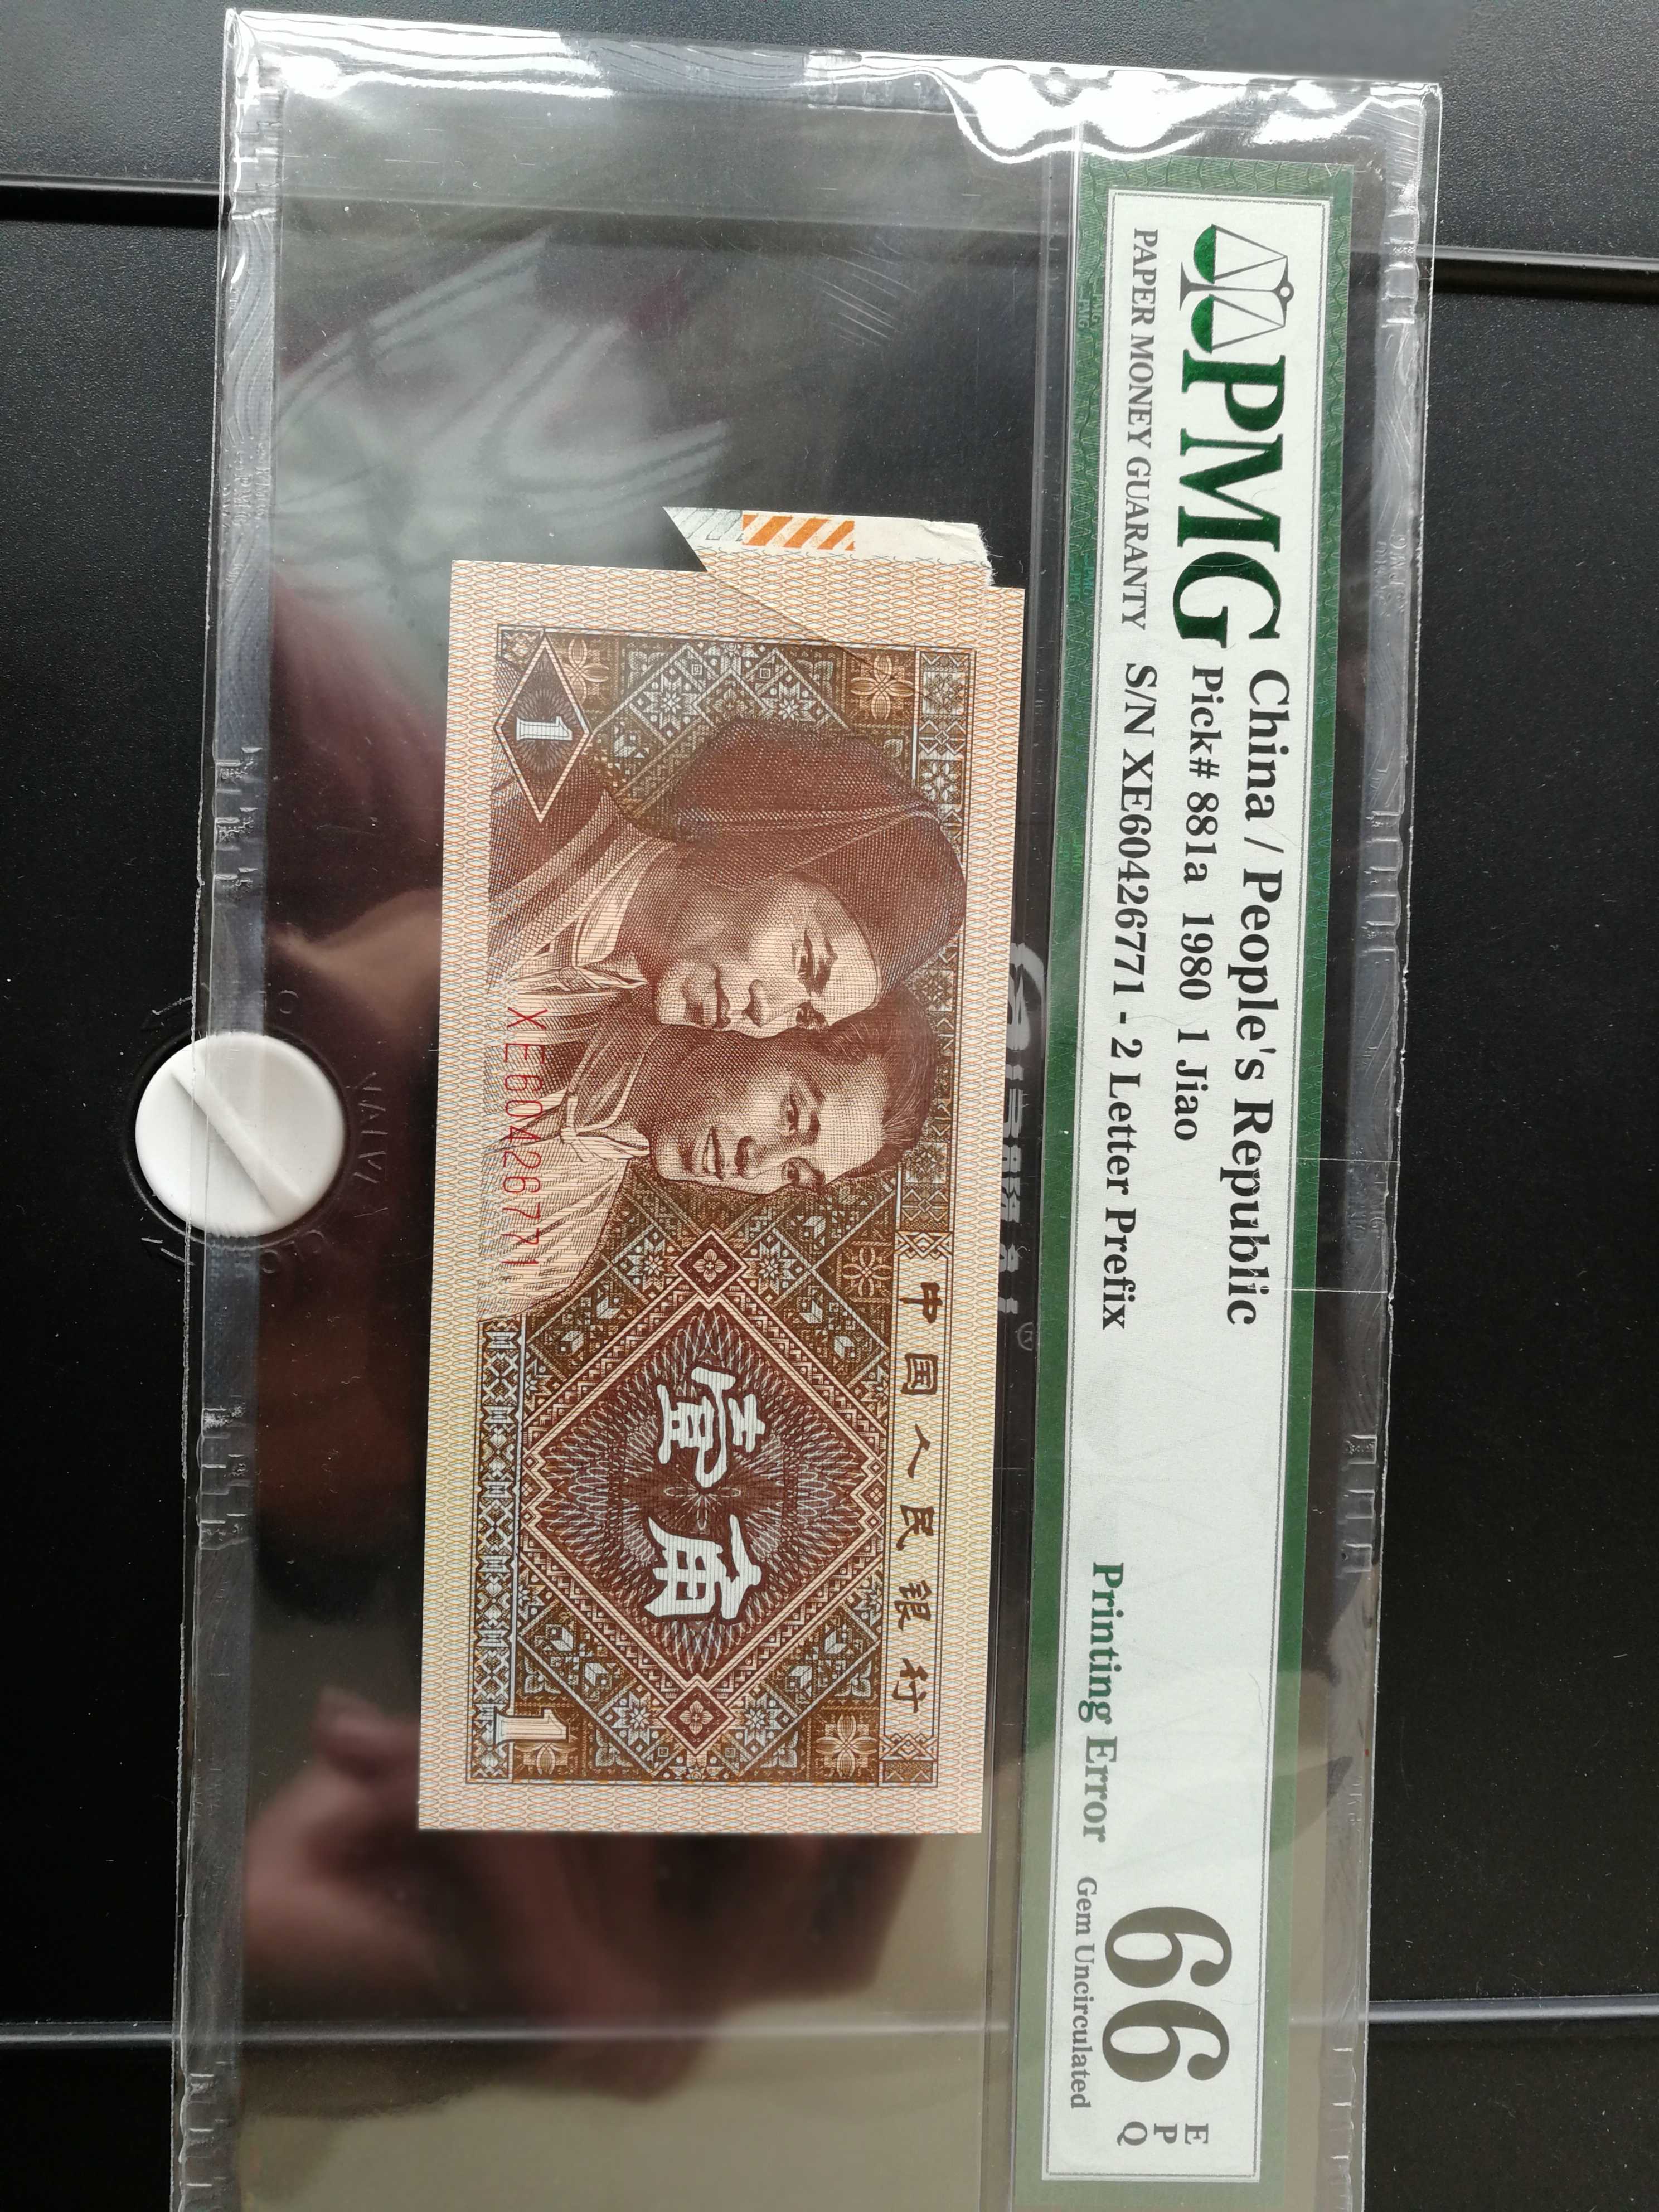 PMG
PAPER MONEY GUARANTY
China / People's Republic
Pick# 881a 1980 1 Jiao
S/N XE60426771 - 2 Letter Prefix
Printing Error
66
EPQ
Gem Uncirculated
中国人民银行
壹角
XE60426771
1
1